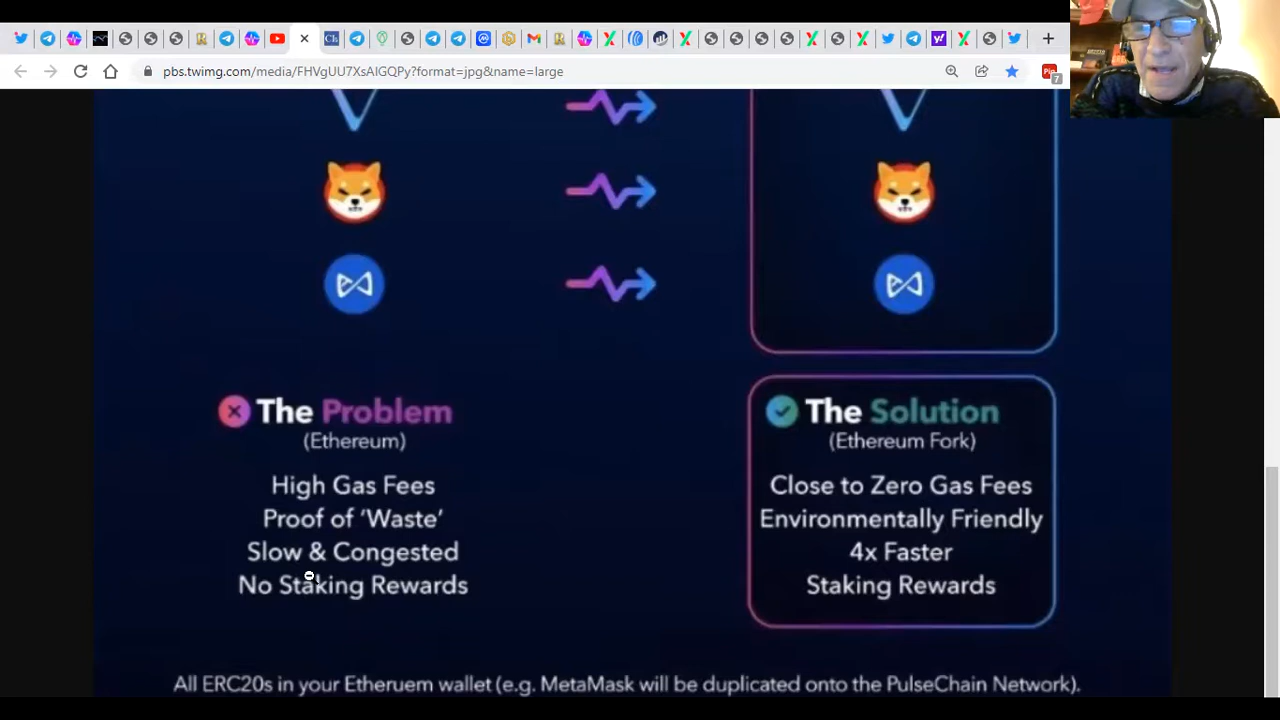 pbs.twimg.com/media/FHVgUU7XsAIGQPy?format=jpg&name=large
7
The Problem
(Ethereum)
High Gas Fees
Proof of ‘Waste’
Slow & Congested
No Staking Rewards
The Solution
(Ethereum Fork)
Close to Zero Gas Fees
Environmentally Friendly
4x Faster
Staking Rewards
All ERC20s in your Etheruem wallet (e.g. MetaMask will be duplicated onto the PulseChain Network).